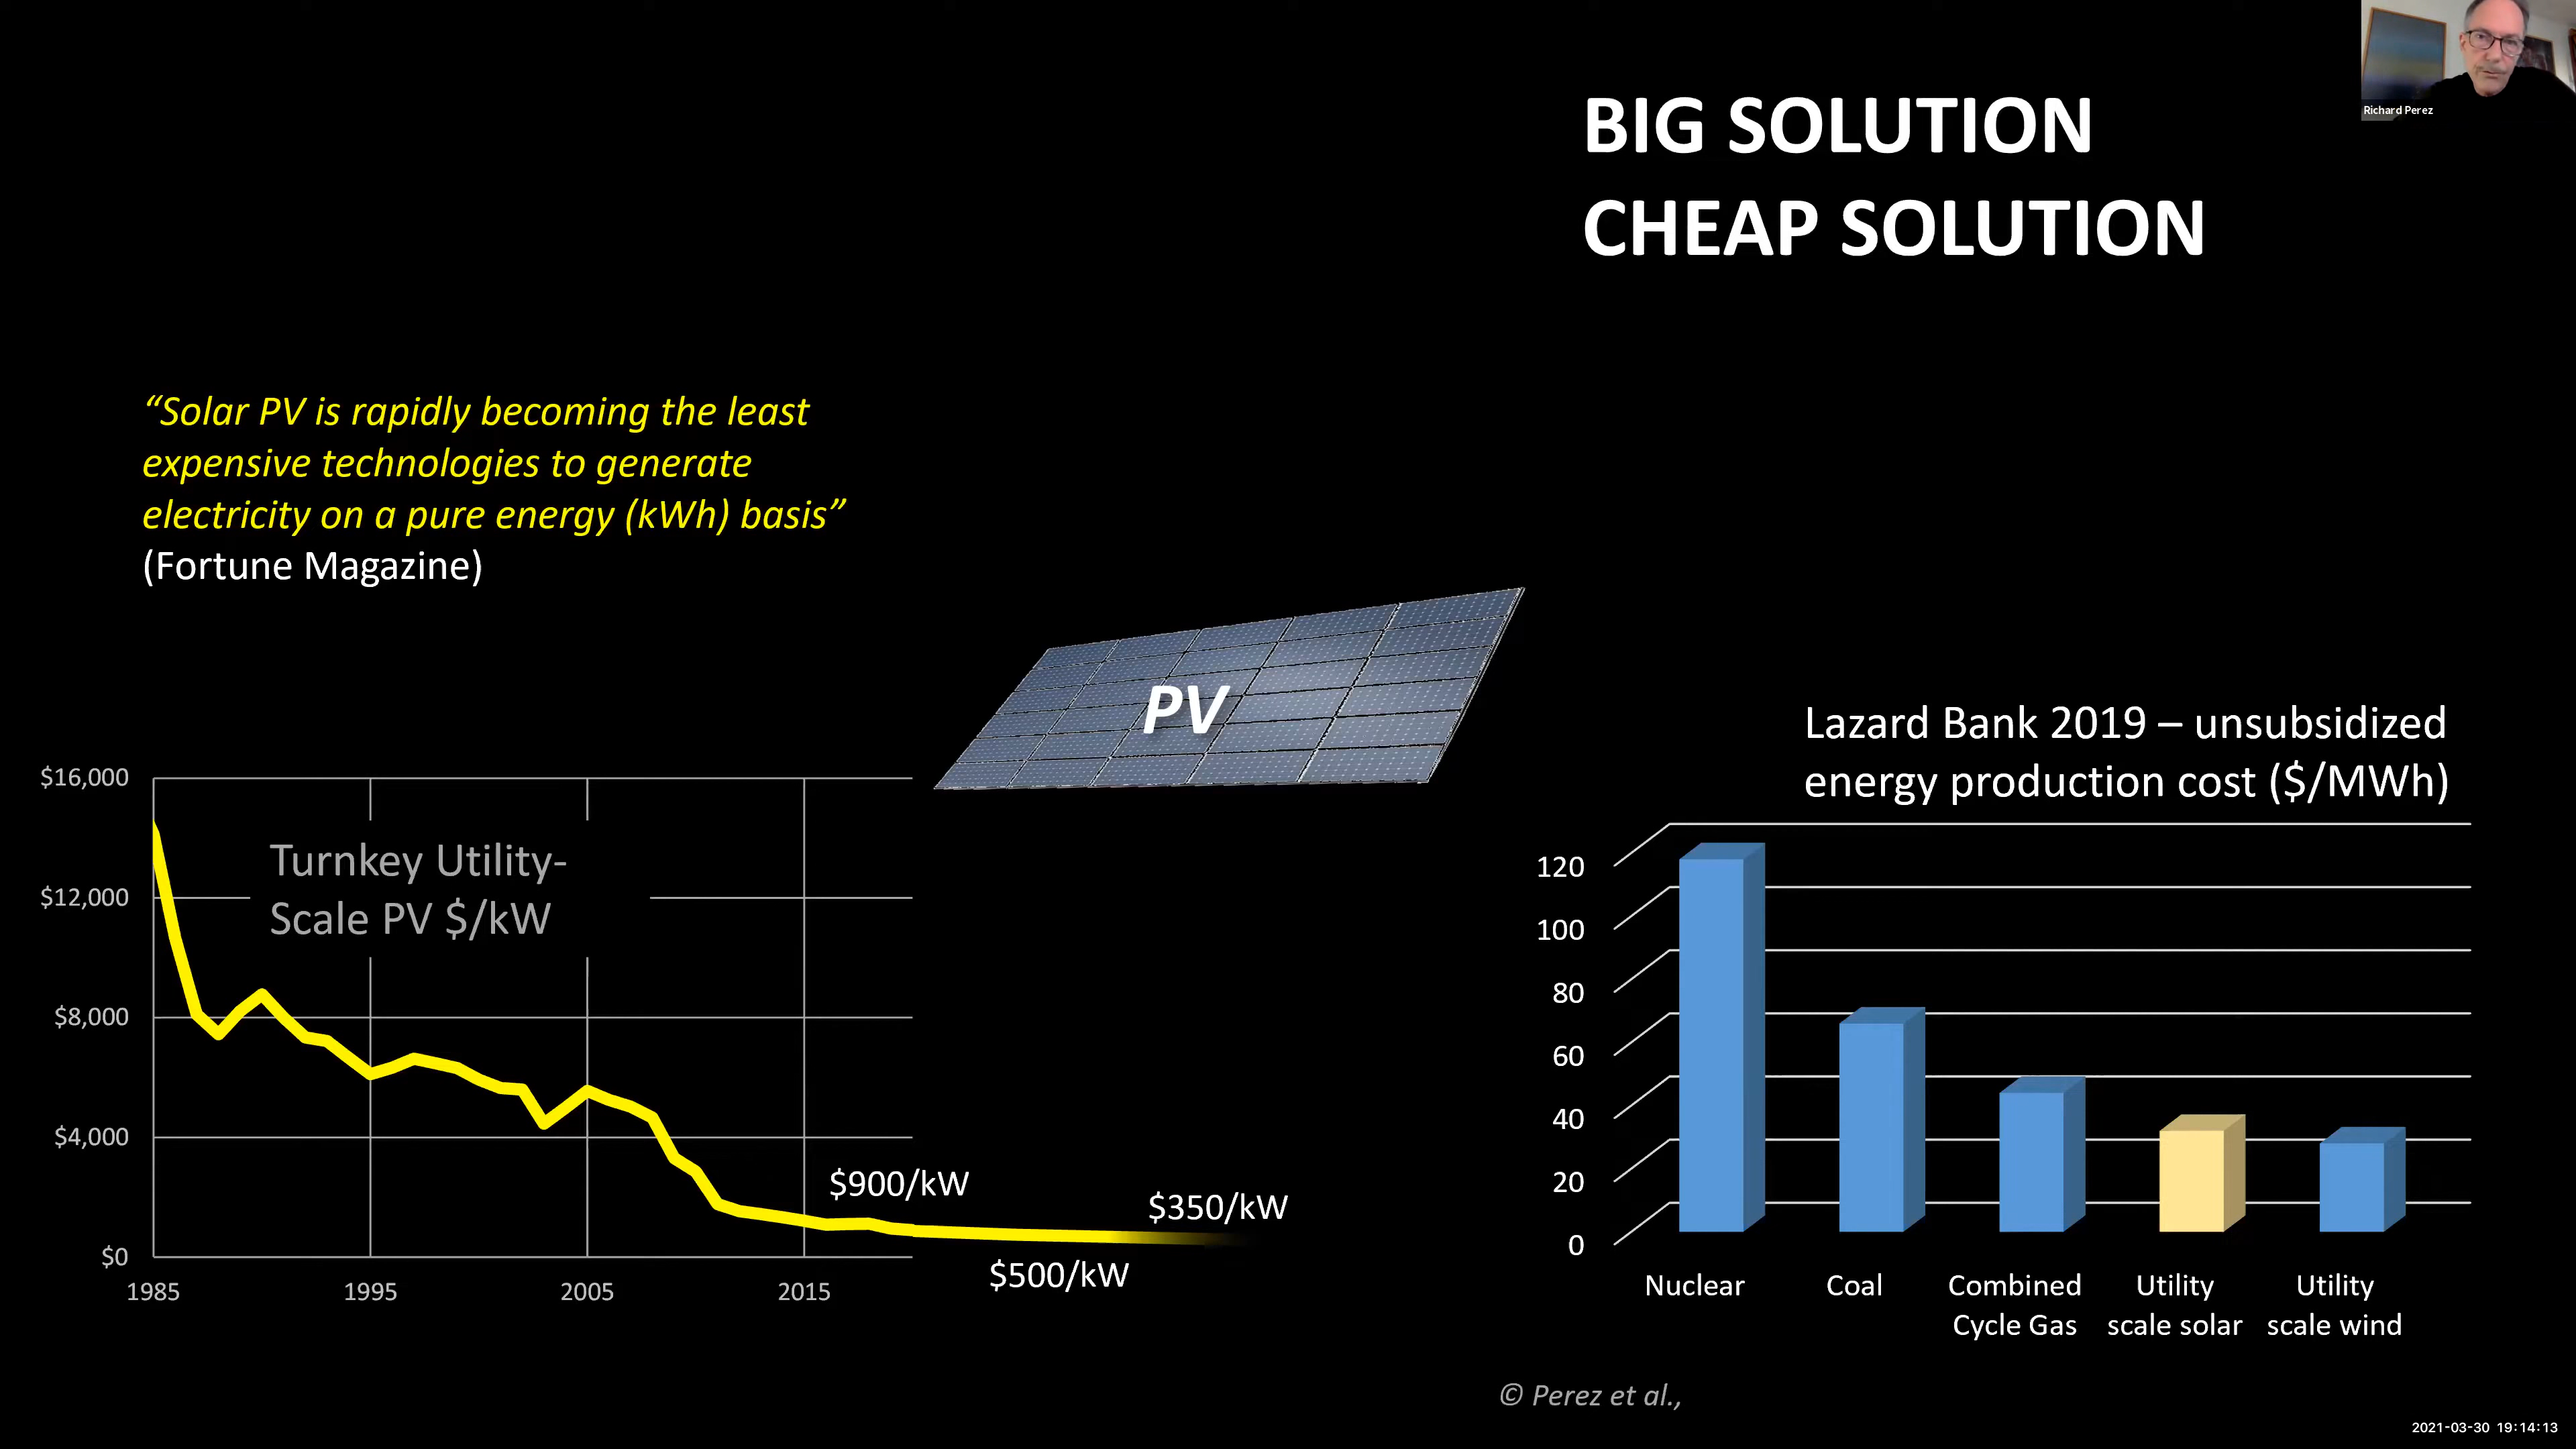 BIG SOLUTION
CHEAP SOLUTION
Richard Perez
“Solar PV is rapidly becoming the least
expensive technologies to generate
electricity on a pure energy (kWh) basis”
(Fortune Magazine)
PV
$16,000
$12,000
$8,000
$4,000
$0
Turnkey Utility-
Scale PV $/kW
$900/kW
$350/kW
$500/kW
1985
1995
2005
2015
Lazard Bank 2019 – unsubsidized
energy production cost ($/MWh)
120
100
80
60
40
20
0
Nuclear
Coal
Combined
Cycle Gas
Utility
scale solar
Utility
scale wind
© Perez et al.,
2021-03-30 19:14:13